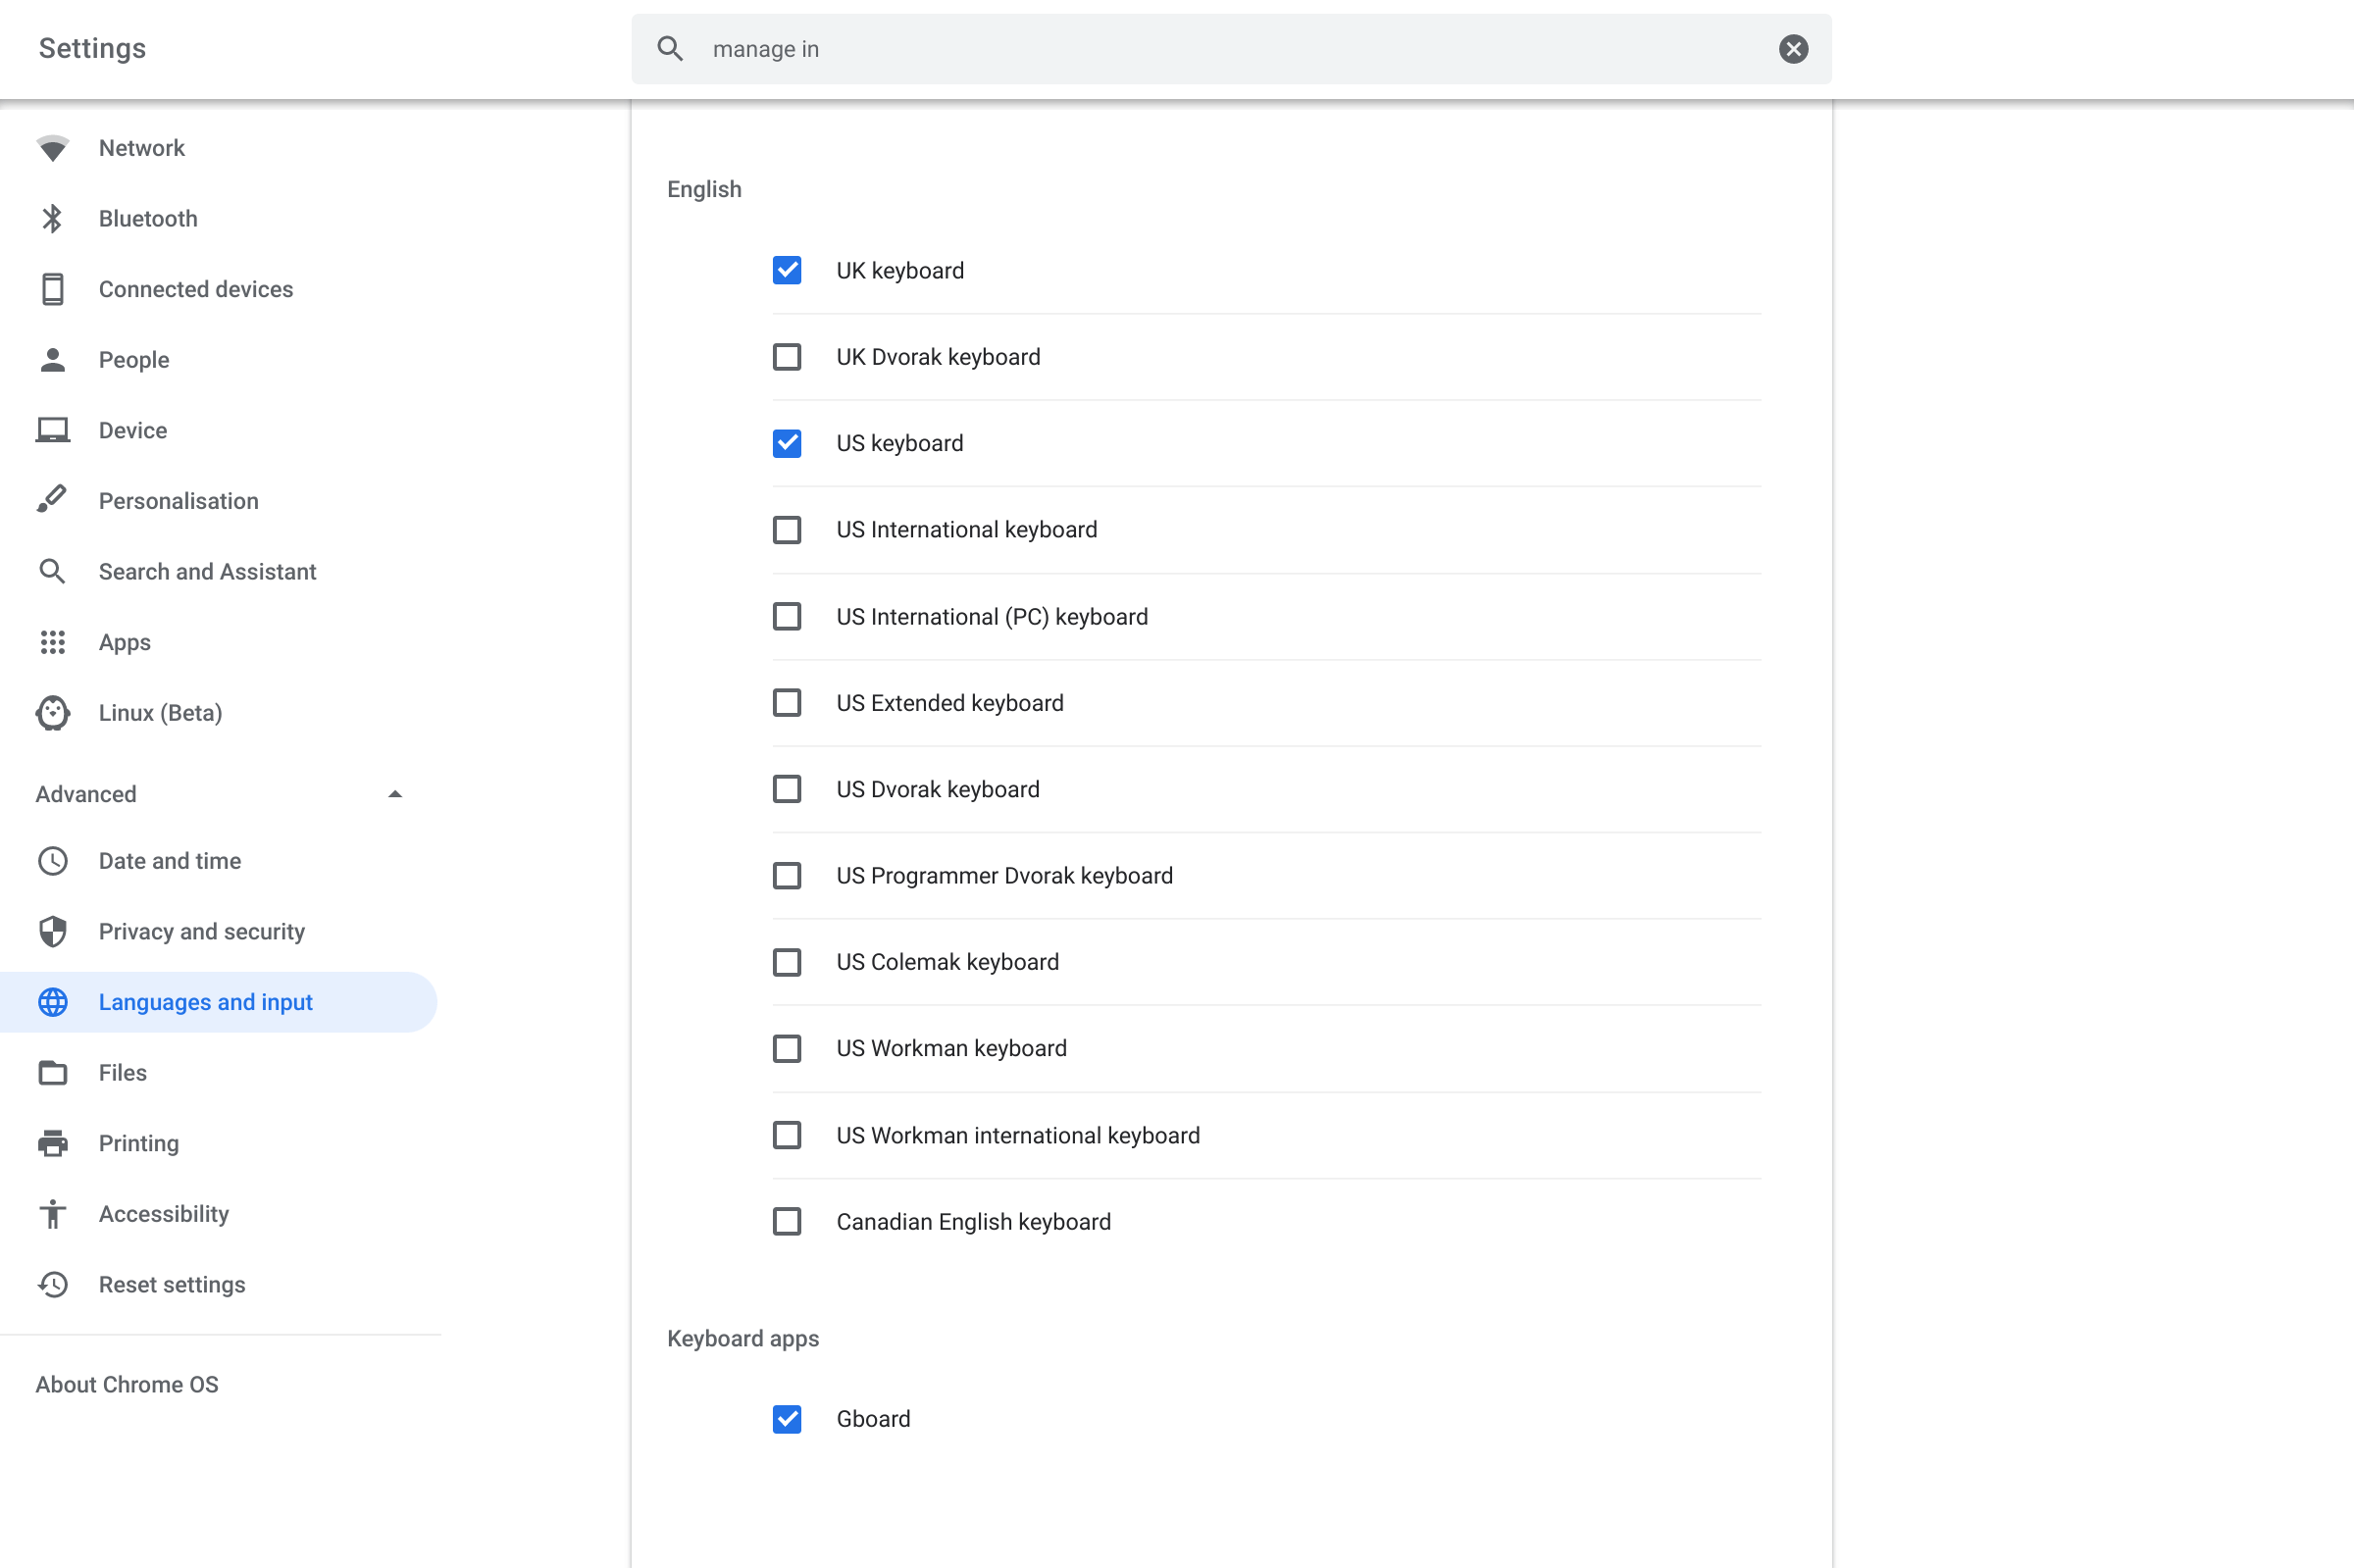 Settings
manage in
Network
Bluetooth
Connected devices
People
Device
Personalisation
Search and Assistant
Apps
Linux (Beta)
Advanced
Date and time
Privacy and security
Languages and input
Files
Printing
Accessibility
Reset settings
About Chrome OS
English
UK keyboard
UK Dvorak keyboard
US keyboard
US International keyboard
US International (PC) keyboard
US Extended keyboard
US Dvorak keyboard
US Programmer Dvorak keyboard
US Colemak keyboard
US Workman keyboard
US Workman international keyboard
Canadian English keyboard
Keyboard apps
Gboard